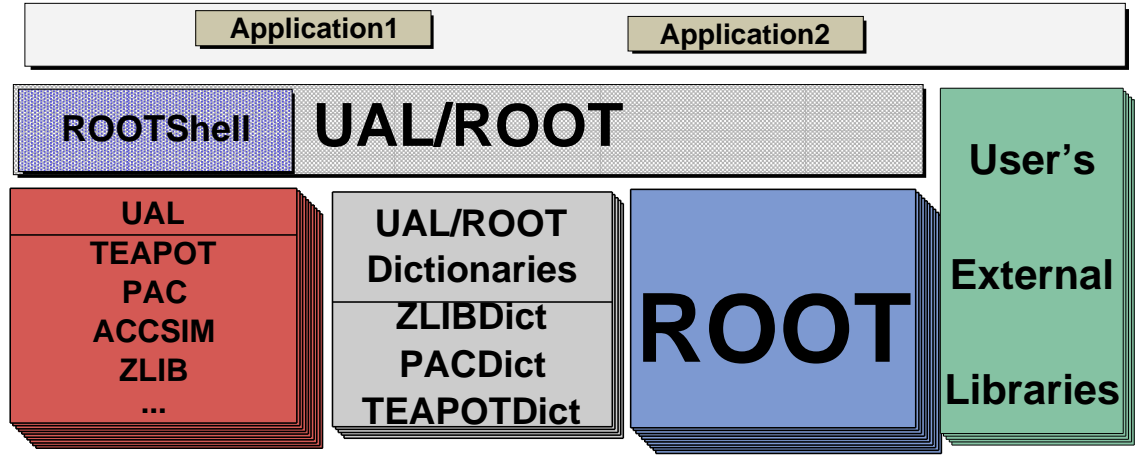 Application1
Application2
ROOTShell
UAL/ROOT
UAL
TEAPOT
PAC
ACCSIM
ZLIB
...
UAL/ROOT
Dictionaries
ZLIBDict
PACDict
TEAPOTDict
ROOT
User's
External
Libraries